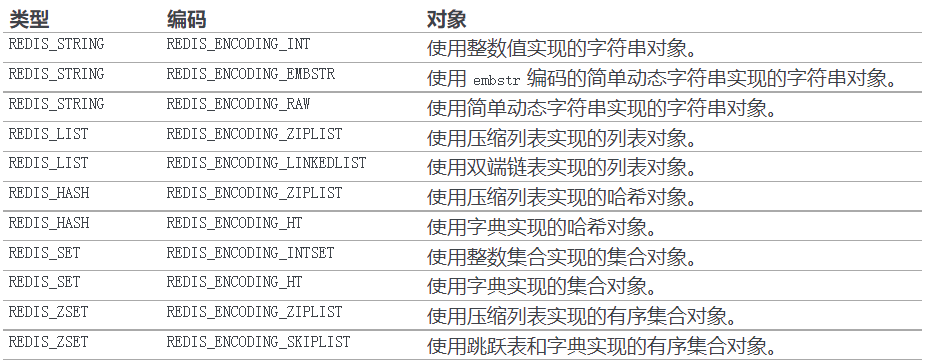 类型 编码 对象
REDIS_STRING REDIS_ENCODING_INT 使用整数值实现的字符串对象。
REDIS_STRING REDIS_ENCODING_EMBSTR 使用 embstr 编码的简单动态字符串实现的字符串对象。
REDIS_STRING REDIS_ENCODING_RAW 使用简单动态字符串实现的字符串对象。
REDIS_LIST REDIS_ENCODING_ZIPLIST 使用压缩列表实现的列表对象。
REDIS_LIST REDIS_ENCODING_LINKEDLIST 使用双端链表实现的列表对象。
REDIS_HASH REDIS_ENCODING_ZIPLIST 使用压缩列表实现的哈希对象。
REDIS_HASH REDIS_ENCODING_HT 使用字典实现的哈希对象。
REDIS_SET REDIS_ENCODING_INTSET 使用整数集合实现的集合对象。
REDIS_SET REDIS_ENCODING_HT 使用字典实现的集合对象。
REDIS_ZSET REDIS_ENCODING_ZIPLIST 使用压缩列表实现的有序集合对象。
REDIS_ZSET REDIS_ENCODING_SKIPLIST 使用跳跃表和字典实现的有序集合对象。